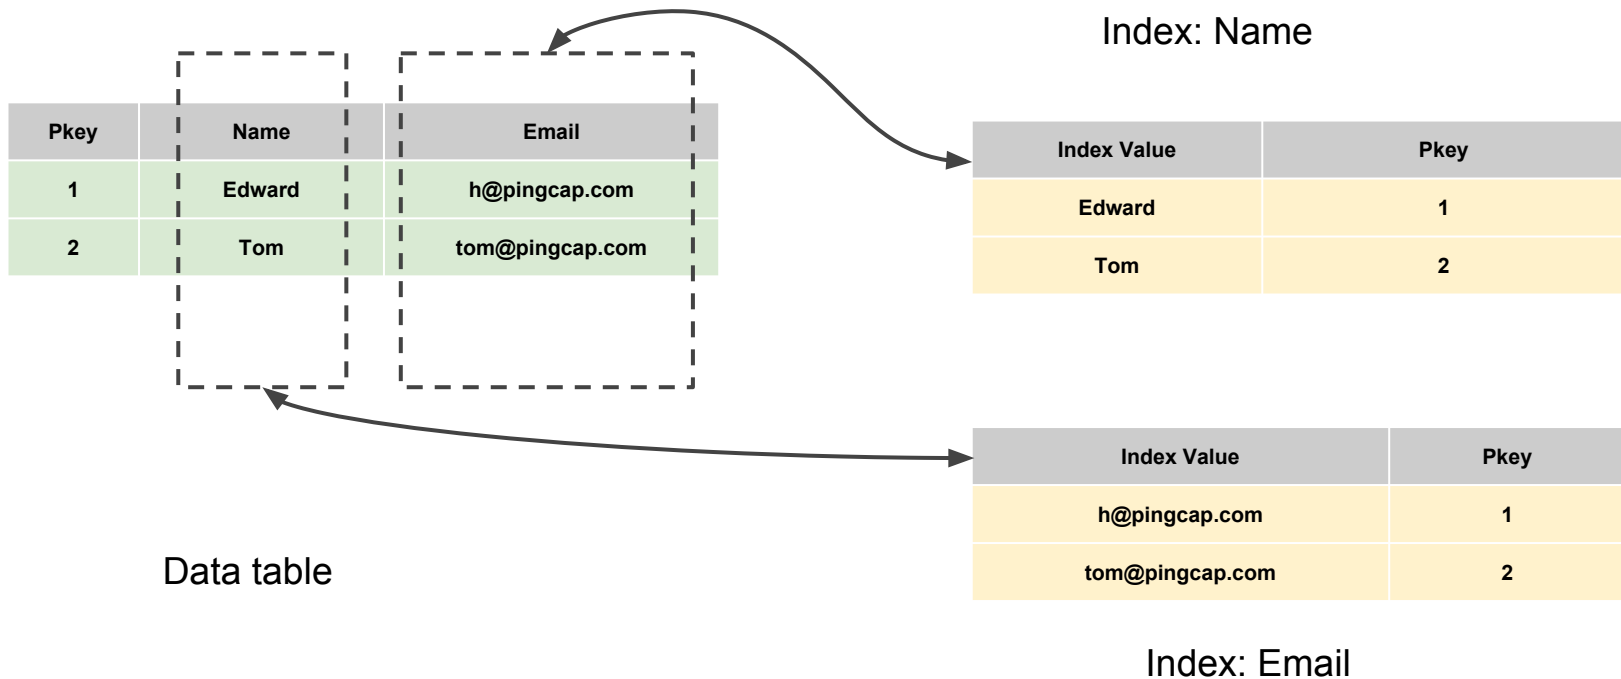 Index: Name
Pkey Name Email
1 Edward h@pingcap.com
2 Tom tom@pingcap.com
Index Value Pkey
Edward 1
Tom 2
Index Value Pkey
h@pingcap.com 1
tom@pingcap.com 2
Data table
Index: Email